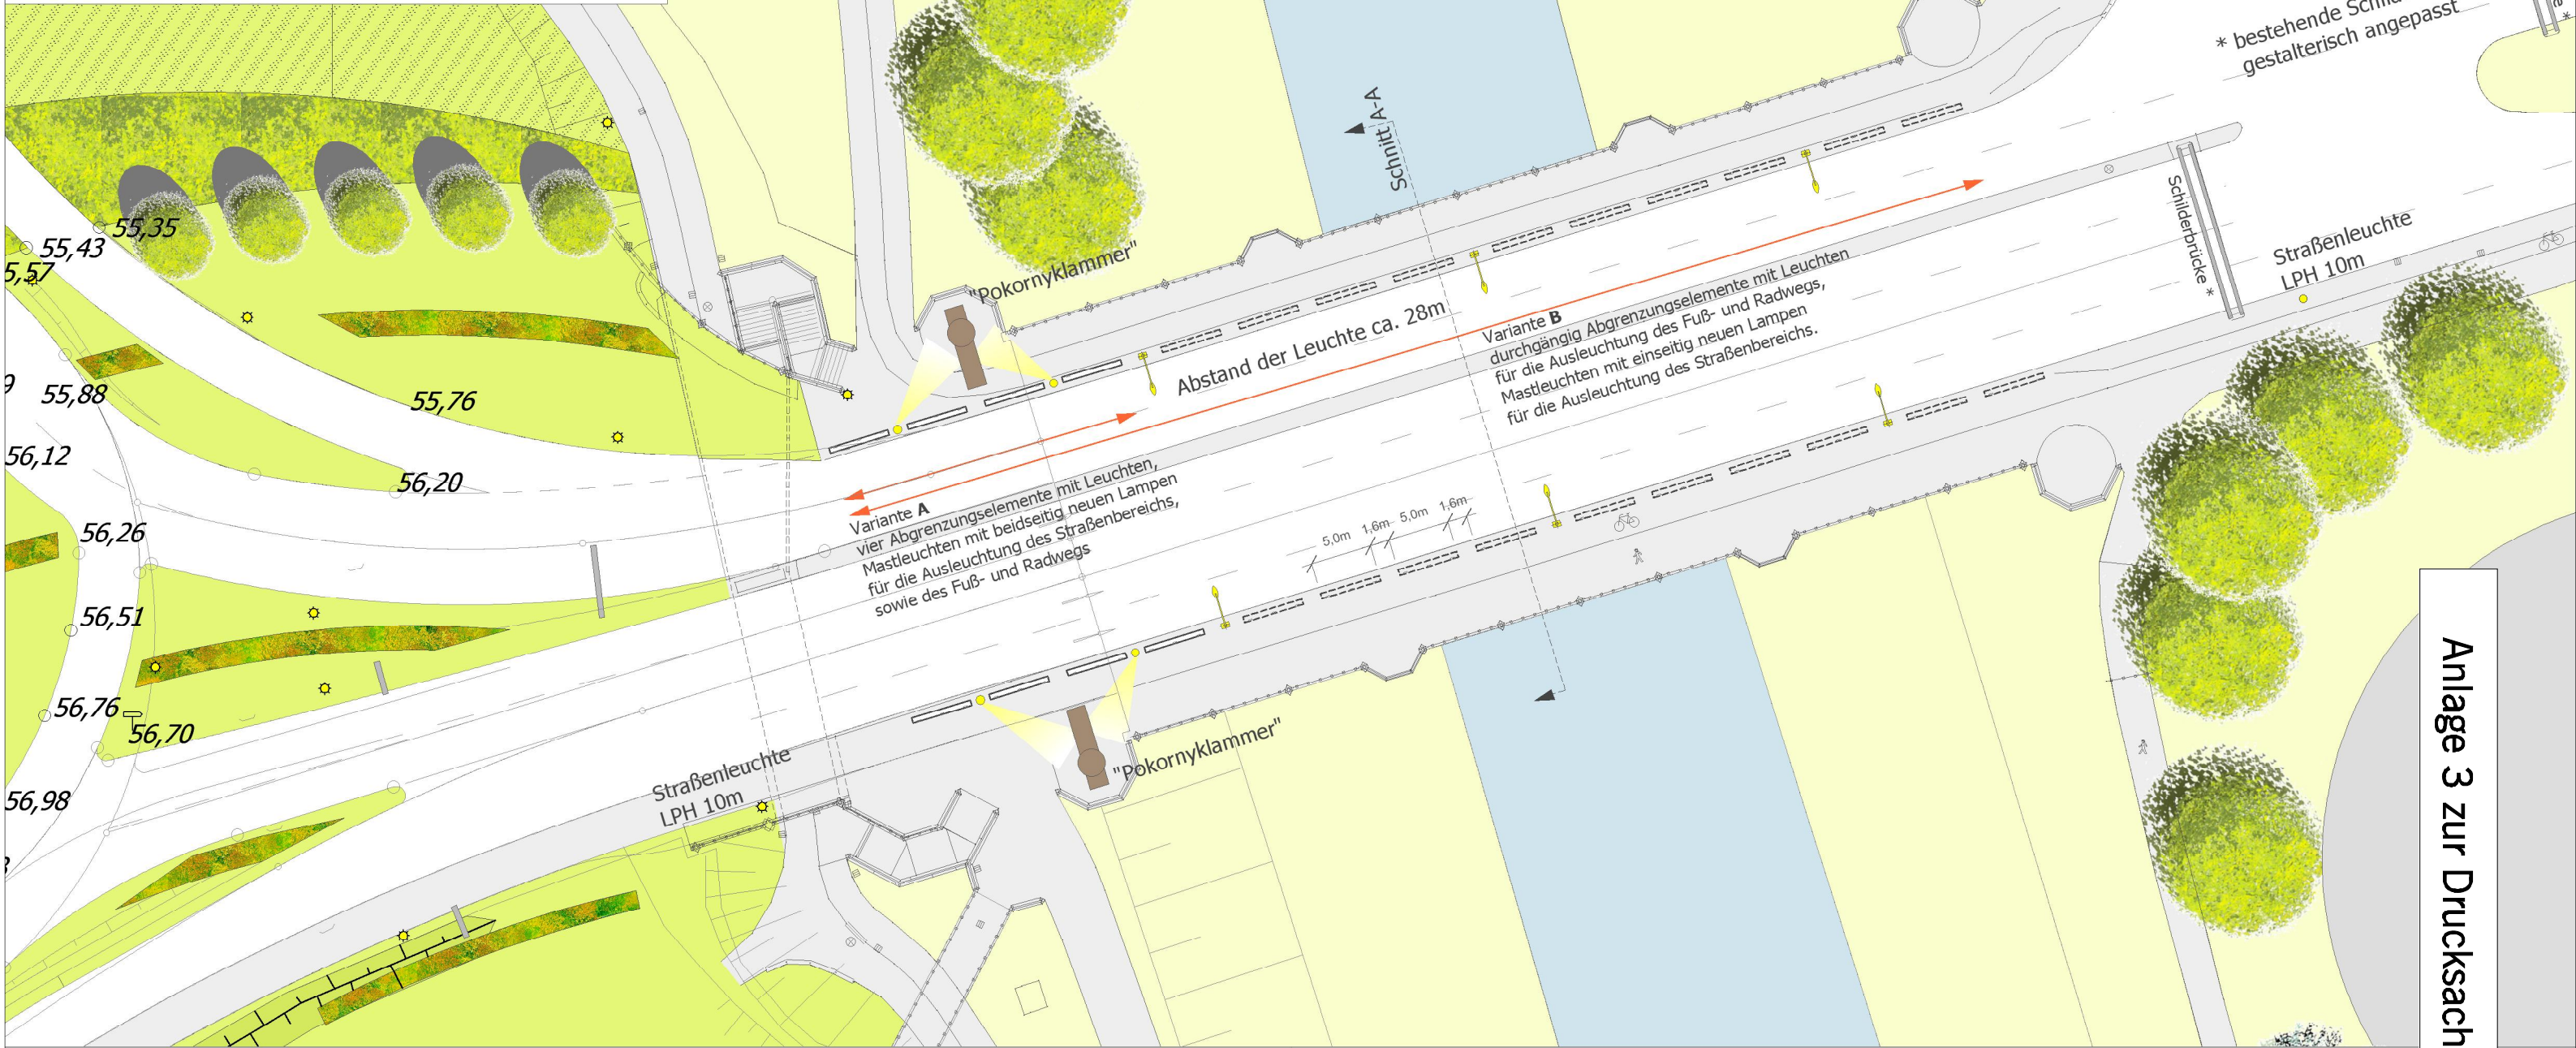 * bestehende
gestalterisch angepasst
Schnitt A-A
"Pokornyklammer"
Schilderbrücke *
Straßenleuchte
LPH 10m
Abstand der Leuchte ca. 28m
Variante B
durchgängig Abgrenzungselemente mit Leuchten
für die Ausleuchtung des Fuß- und Radwegs,
Mastleuchten mit einseitig neuen Lampen
für die Ausleuchtung des Straßenbereichs.
Variante A
vier Abgrenzungselemente mit Leuchten,
Mastleuchten mit beidseitig neuen Lampen
für die Ausleuchtung des Straßenbereichs,
sowie des Fuß- und Radwegs
5,0m 1,6m 5,0m 1,6m
"Pokornyklammer"
Straßenleuchte
LPH 10m
55,35
55,43
5,57
55,88
55,76
9
56,12
56,20
56,26
56,51
56,76
56,70
56,98
Anlage 3 zur Drucksach